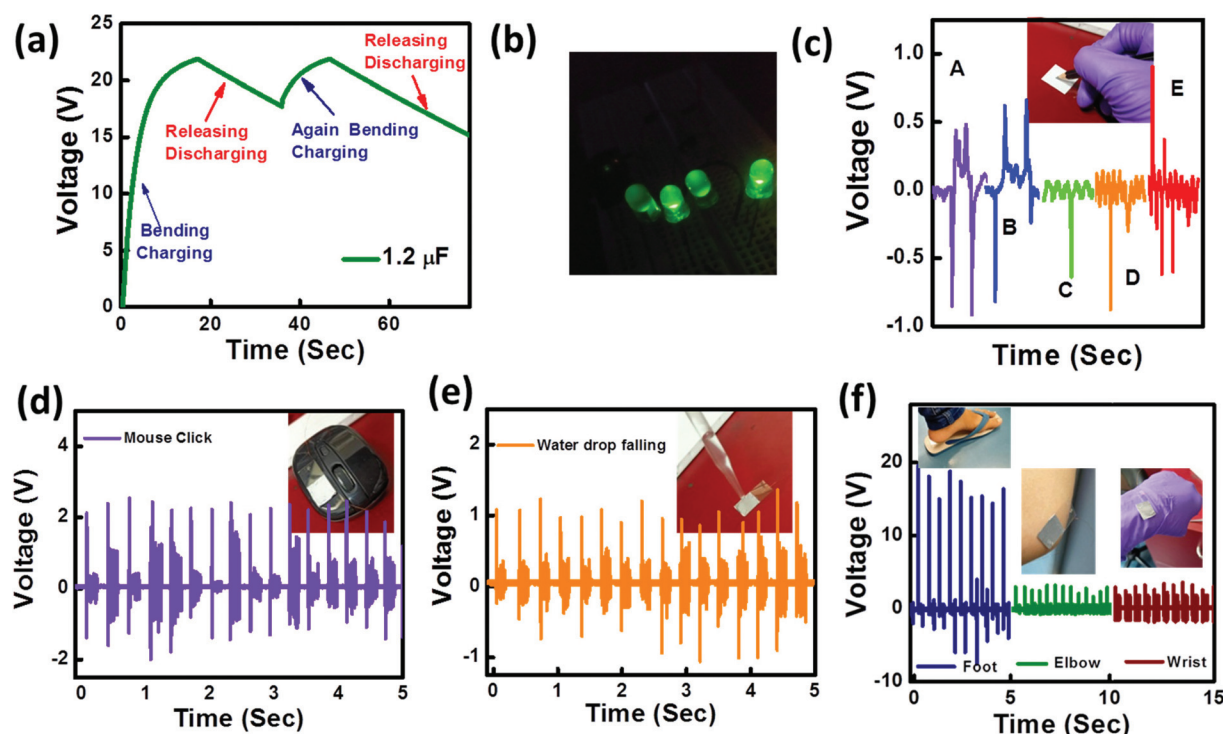 (a)
25
20
15
10
5
0
Voltage (V)
0 20 40 60
Time (Sec)
Bending
Charging
Releasing
Discharging
Again Bending
Charging
Releasing
Discharging
1.2 μF
(b)
(c)
1.0
0.5
0.0
-0.5
-1.0
Voltage (V)
A
B
C
D
E
Time (Sec)
(d)
4
2
0
-2
Voltage (V)
Mouse Click
0 1 2 3 4 5
Time (Sec)
(e)
2
1
0
-1
Voltage (V)
Water drop falling
0 1 2 3 4 5
Time (Sec)
(f)
20
10
0
-10
Voltage (V)
Foot Elbow Wrist
0 5 10 15
Time (Sec)